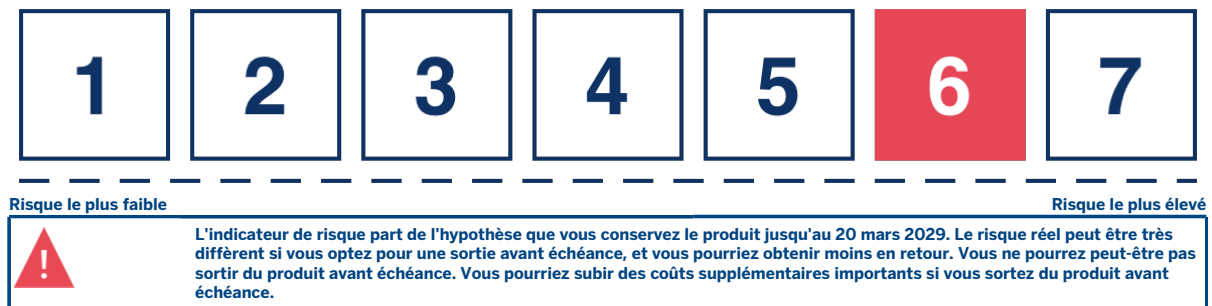 1 2 3 4 5 6 7
Risque le plus faible Risque le plus élevé
!
L'indicateur de risque part de l'hypothèse que vous conservez le produit jusqu'au 20 mars 2029. Le risque réel peut être très
diffèrent si vous optez pour une sortie avant échéance, et vous pourriez obtenir moins en retour. Vous ne pourrez peut-être pas
sortir du produit avant échéance. Vous pourriez subir des coûts supplémentaires importants si vous sortez du produit avant
échéance.